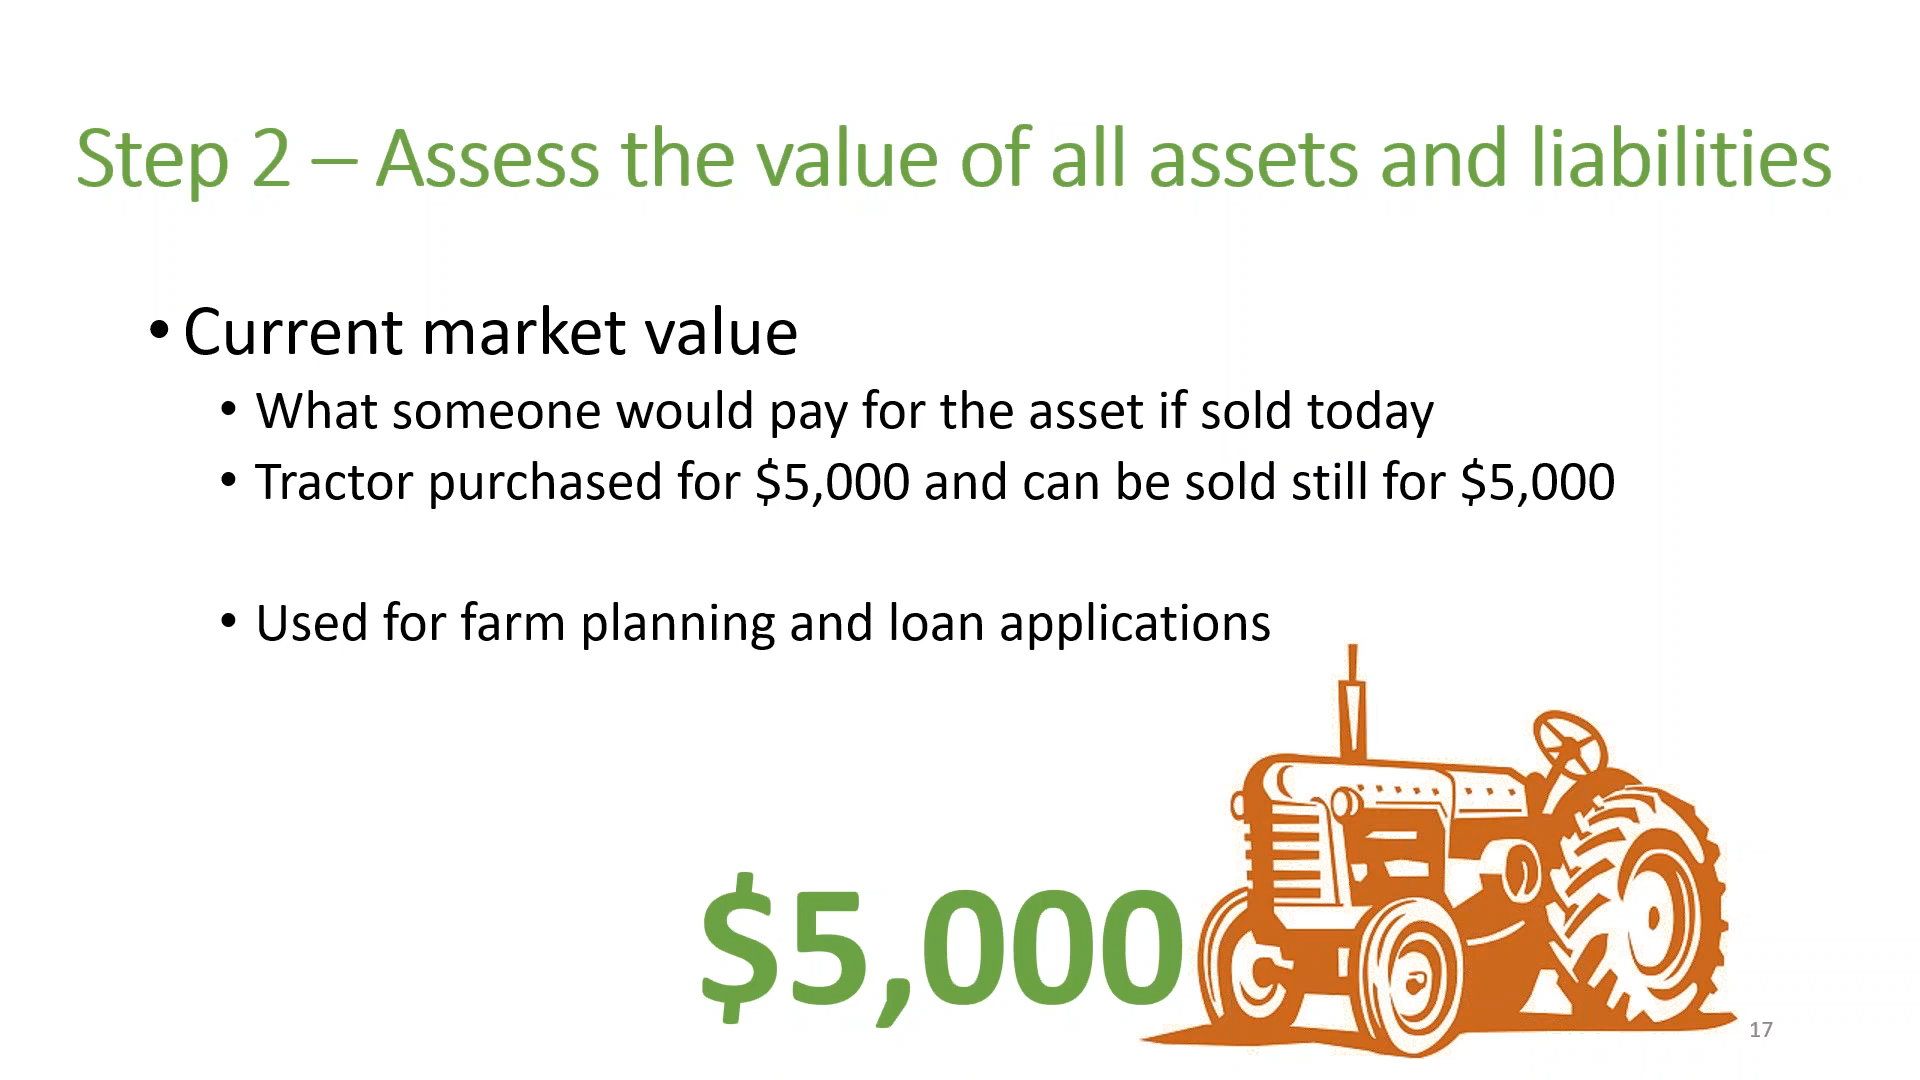 Step 2 – Assess the value of all assets and liabilities
• Current market value
• What someone would pay for the asset if sold today
• Tractor purchased for $5,000 and can be sold still for $5,000
• Used for farm planning and loan applications
$5,000
17